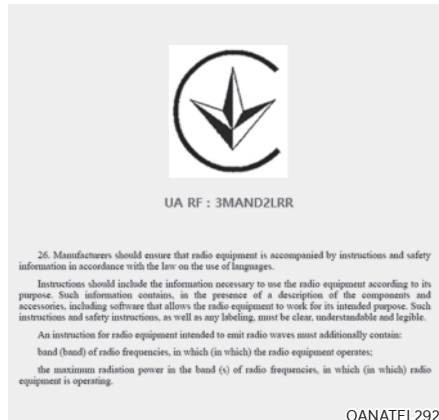 UA RF : 3MAND2LRR
26. Manufacturers should ensure that radio equipment is accompanied by instructions and safety
information in accordance with the law on the use of languages.
Instructions should include the information necessary to use the radio equipment according to its
purpose. Such information contains, in the presence of a description of the components and
accessories, including software that allows the radio equipment to work for its intended purpose. Such
instructions and safety instructions, as well as any labeling, must be clear, understandable and legible.
An instruction for radio equipment intended to emit radio waves must additionally contain:
band (band) of radio frequencies, in which (in which) the radio equipment operates;
the maximum radiation power in the band (s) of radio frequencies, in which (in which) radio
equipment is operating.
OANATEL292